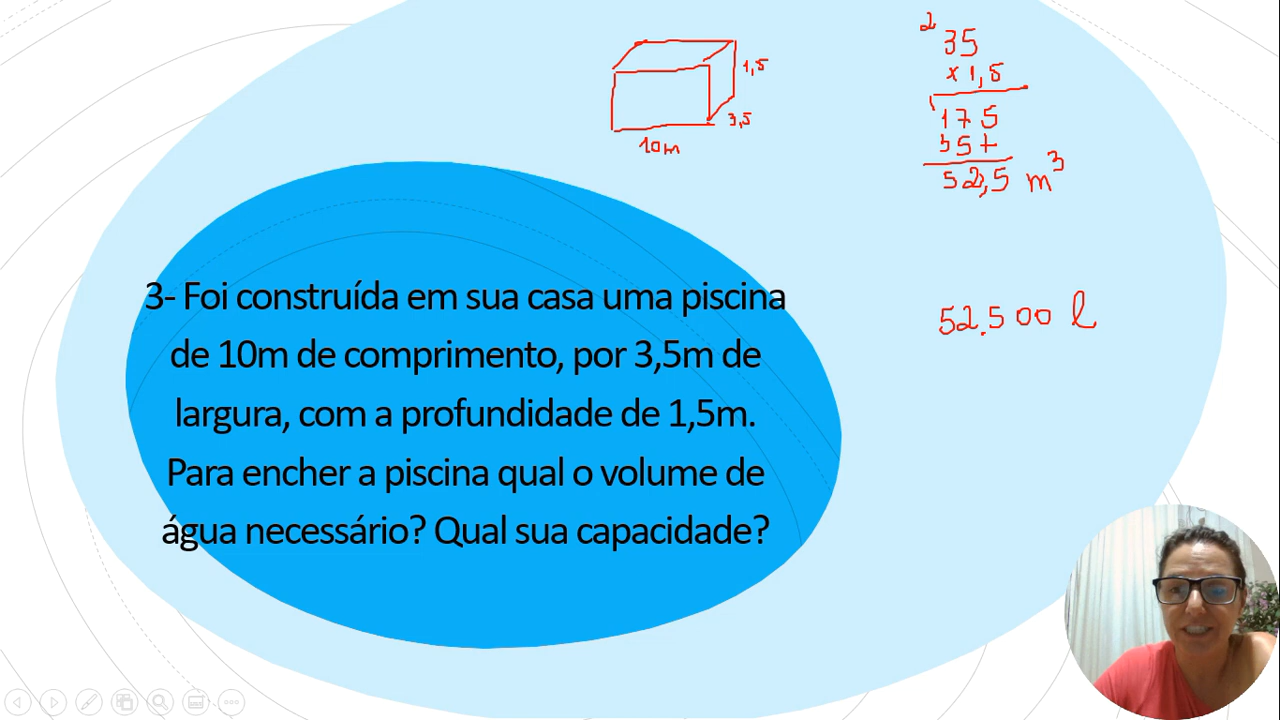 1,5
3,5
10m
2
35
x 1,5
1
175
35+
52,5 m³
52.500 l
3- Foi construída em sua casa uma piscina
de 10m de comprimento, por 3,5m de
largura, com a profundidade de 1,5m.
Para encher a piscina qual o volume de
água necessário? Qual sua capacidade?